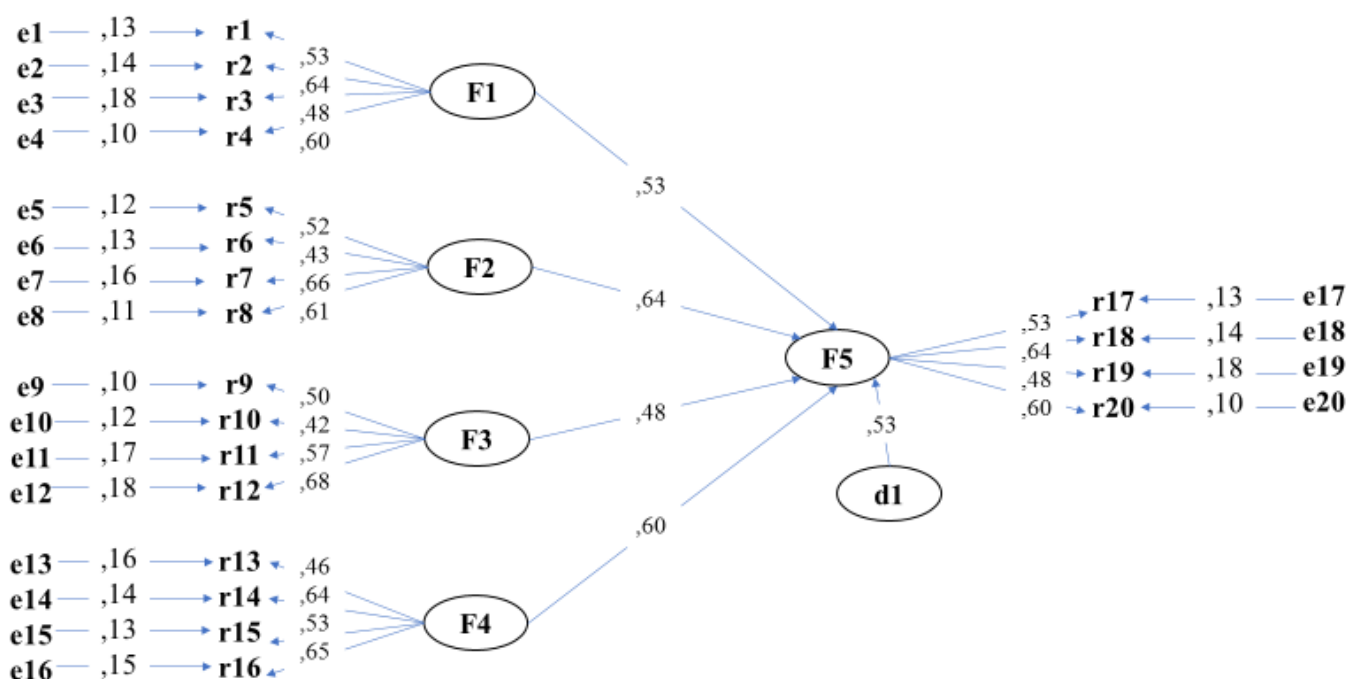 e1 ,13 r1
,53
e2 ,14 r2
,64
F1
e3 ,18 r3
,48
e4 ,10 r4
,60
,53
e5 ,12 r5
,52
e6 ,13 r6
,43
F2
e7 ,16 r7
,66
e8 ,11 r8
,61
,64
r17 ,13 e17
,53
r18 ,14 e18
,64
F5
r19 ,18 e19
,48
r20 ,10 e20
,60
e9 ,10 r9
,50
e10 ,12 r10
,42
F3
e11 ,17 r11
,57
e12 ,18 r12
,68
,48
,53
d1
,60
e13 ,16 r13
,46
e14 ,14 r14
,64
F4
e15 ,13 r15
,53
e16 ,15 r16
,65